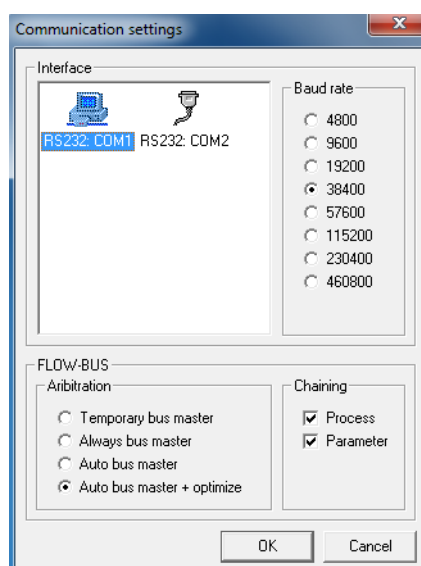 Communication settings
Interface
RS232: COM1 RS232: COM2
Baud rate
4800
9600
19200
38400
57600
115200
230400
460800
FLOW-BUS
Aribitration
Temporary bus master
Always bus master
Auto bus master
Auto bus master + optimize
Chaining
Process
Parameter
OK Cancel